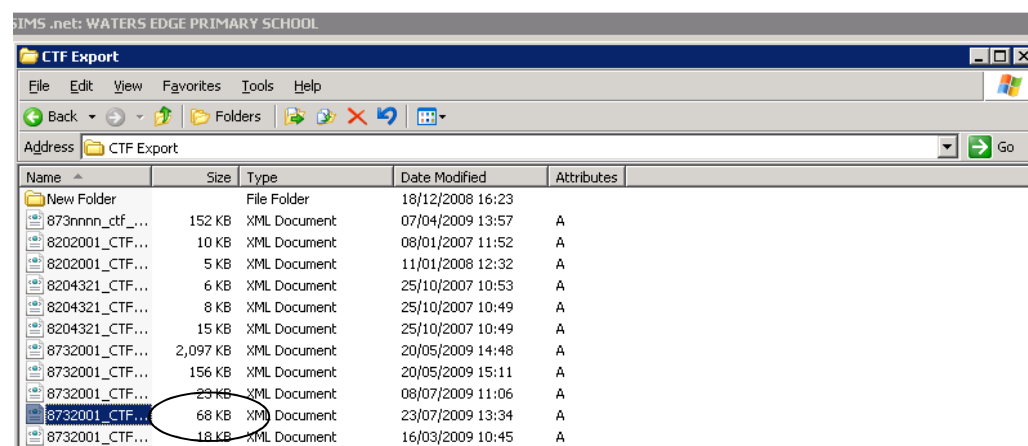 SIMS .net: WATERS EDGE PRIMARY SCHOOL
CTF Export
File Edit View Favorites Tools Help
Back Folders
Address CTF Export Go
Name Size Type Date Modified Attributes
New Folder File Folder 18/12/2008 16:23
873nnnn_ctf_... 152 KB XML Document 07/04/2009 13:57 A
8202001_CTF... 10 KB XML Document 08/01/2007 11:52 A
8202001_CTF... 5 KB XML Document 11/01/2008 12:32 A
8204321_CTF... 6 KB XML Document 25/10/2007 10:53 A
8204321_CTF... 8 KB XML Document 25/10/2007 10:49 A
8204321_CTF... 15 KB XML Document 25/10/2007 10:49 A
8732001_CTF... 2,097 KB XML Document 20/05/2009 14:48 A
8732001_CTF... 156 KB XML Document 20/05/2009 15:11 A
8732001_CTF... 23 KB XML Document 08/07/2009 11:06 A
8732001_CTF... 68 KB XML Document 23/07/2009 13:34 A
8732001_CTF... 18 KB XML Document 16/03/2009 10:45 A